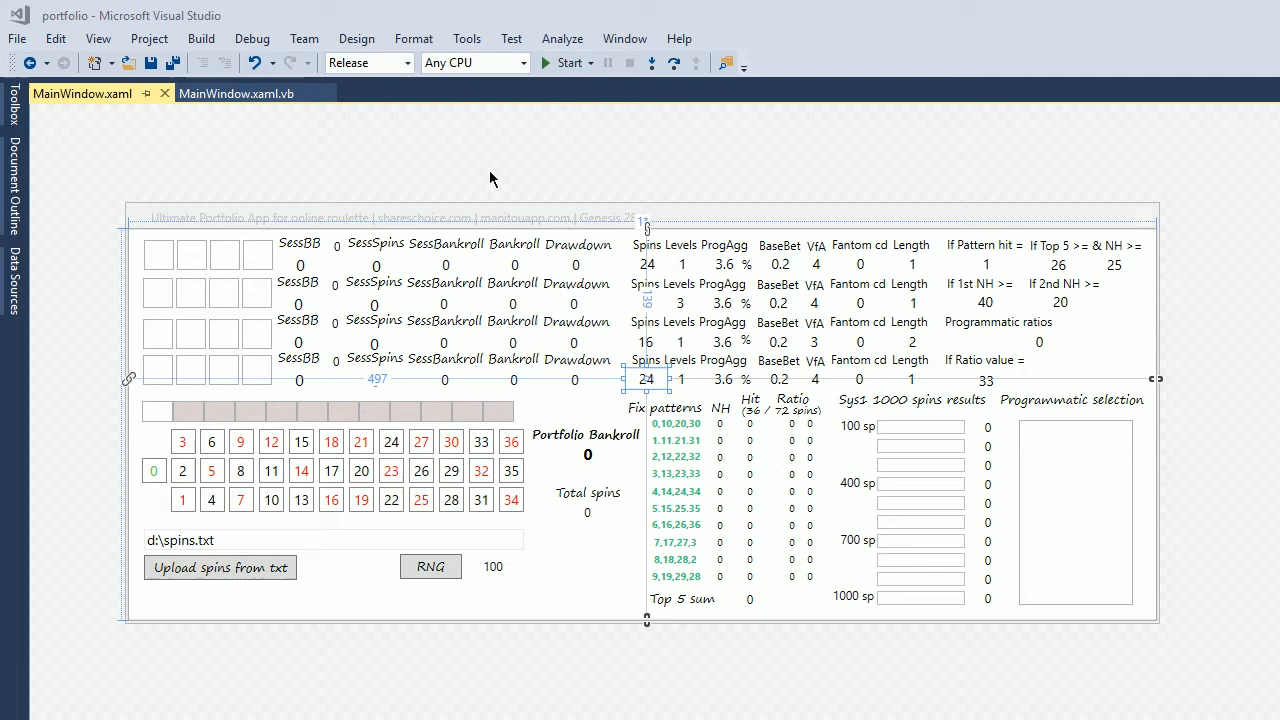 portfolio - Microsoft Visual Studio
File Edit View Project Build Debug Team Design Format Tools Test Analyze Window Help
Release Any CPU Start
MainWindow.xaml MainWindow.xaml.vb
Toolbox
Document Outline
Data Sources
Ultimate Portfolio App for online roulette | shareschoice.com | manitouapp.com | Genesis 1*
SessBB 0 SessSpins SessBankroll Bankroll Drawdown Spins Levels ProgAgg BaseBet VfA Fantom cd Length If Pattern hit = If Top 5 >= & NH >=
0 0 0 0 0 24 1 3.6 % 0.2 4 0 1 1 26 25
SessBB 0 SessSpins SessBankroll Bankroll Drawdown Spins Levels ProgAgg BaseBet VfA Fantom cd Length If 1st NH >= If 2nd NH >=
0 0 0 0 0 139 3 3.6 % 0.2 4 0 1 40 20
SessBB 0 SessSpins SessBankroll Bankroll Drawdown Spins Levels ProgAgg BaseBet VfA Fantom cd Length Programmatic ratios
0 0 0 0 0 16 1 3.6 % 0.2 3 0 2 0
SessBB 0 SessSpins SessBankroll Bankroll Drawdown Spins Levels ProgAgg BaseBet VfA Fantom cd Length If Ratio value =
0 497 0 0 0 24 1 3.6 % 0.2 4 0 1 33
Fix patterns NH Hit Ratio (36 / 72 spins) Sys1 1000 spins results Programmatic selection
3 6 9 12 15 18 21 24 27 30 33 36
0 2 5 8 11 14 17 20 23 26 29 32 35
1 4 7 10 13 16 19 22 25 28 31 34
Portfolio Bankroll
0
Total spins
0
d:\spins.txt
Upload spins from txt RNG 100
0,10,20,30 0 0 0 0
1.11.21.31 0 0 0 0
2,12,22,32 0 0 0 0
3,13,23,33 0 0 0 0
4,14,24,34 0 0 0 0
5.15.25.35 0 0 0 0
6,16,26,36 0 0 0 0
7,17,27,3 0 0 0 0
8,18,28,2 0 0 0 0
9,19,29,28 0 0 0 0
Top 5 sum 0
100 sp 0
0
0
400 sp 0
0
0
700 sp 0
0
0
1000 sp 0